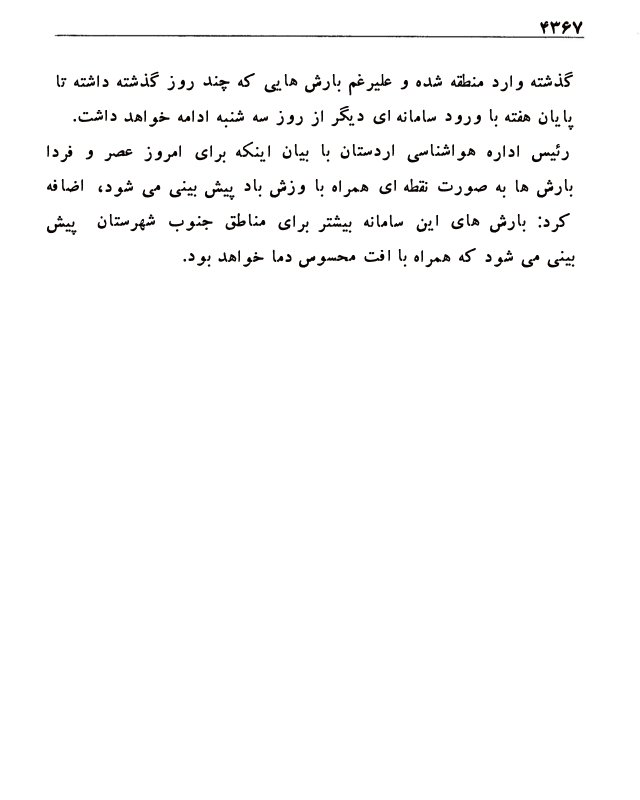 ۴۳۶۷
گذشته وارد منطقه شده و علیرغم بارش هایی که چند روز گذشته داشته تا
پایان هفته با ورود سامانه ای دیگر از روز سه شنبه ادامه خواهد داشت.
رئیس اداره هواشناسی اردستان با بیان اینکه برای امروز عصر و فردا
بارش ها به صورت نقطه ای همراه با وزش باد پیش بینی می شود، اضافه
کرد: بارش های این سامانه بیشتر برای مناطق جنوب شهرستان پیش
بینی می شود که همراه با افت محسوس دما خواهد بود.